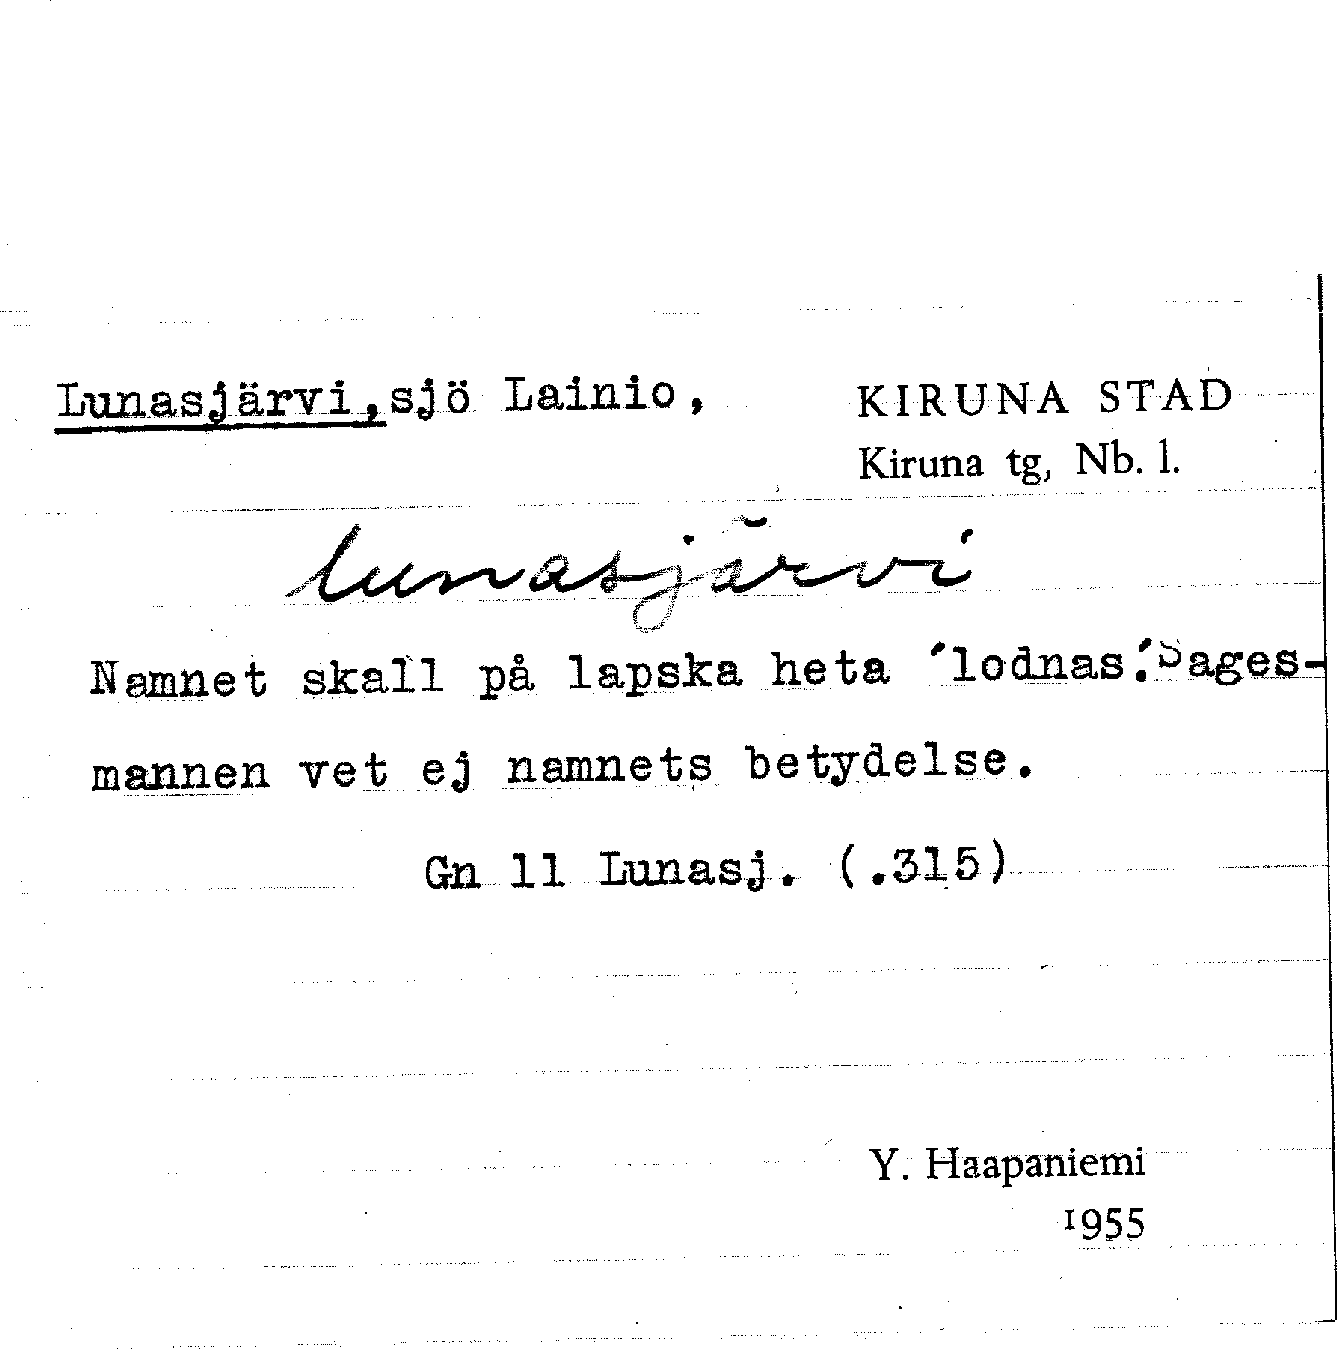 Lunasjärvi, sjö Lainio, KIRUNA STAD
Kiruna tg, Nb. l.
lunasjärvi
Namnet skall på lapska heta ´lodnas´. Sages-
mannen vet ej namnets betydelse.
Gn 11 Lunasj. (.315)
Y. Haapaniemi
1955